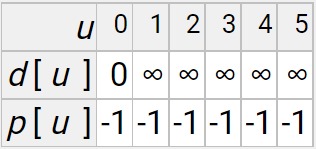 u 0 1 2 3 4 5
d[u] 0 ∞ ∞ ∞ ∞ ∞
p[u] -1 -1 -1 -1 -1 -1